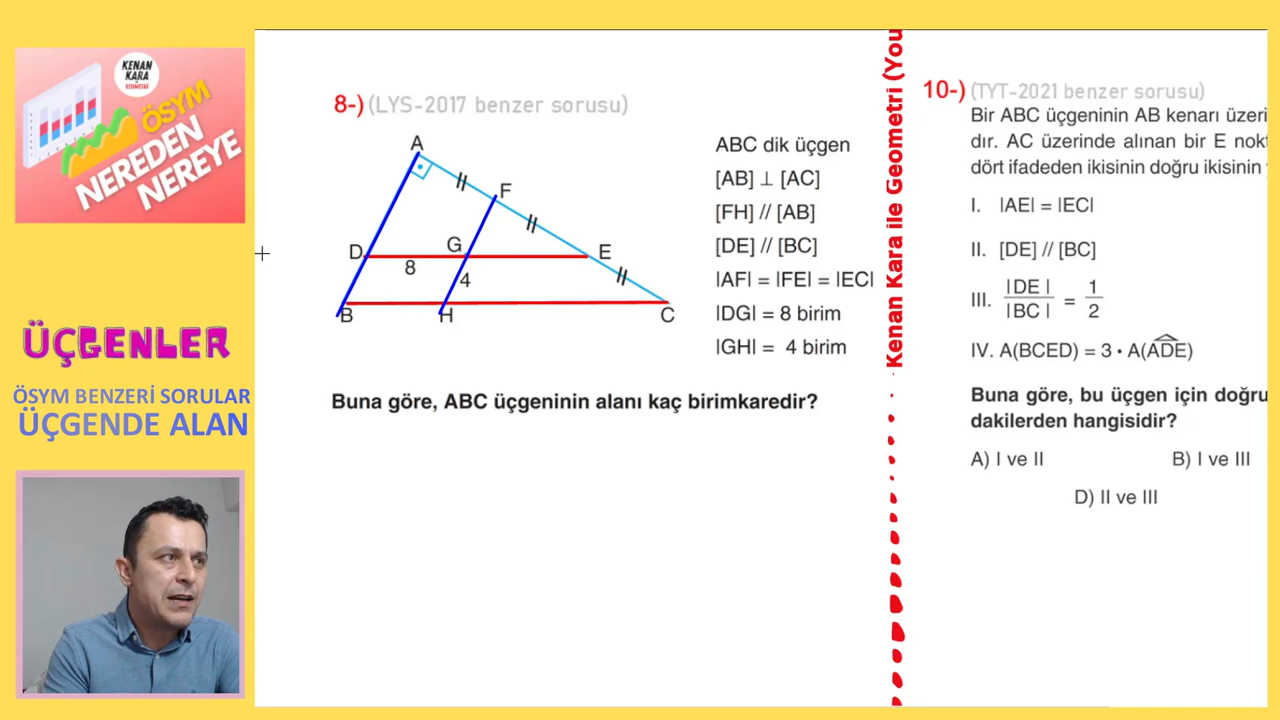 KENAN
KARA
ile
GEOMETRİ
ÖSYM
NEREDEN
NEREYE
ÜÇGENLER
ÖSYM BENZERİ SORULAR
ÜÇGENDE ALAN
8-) (LYS-2017 benzer sorusu)
A
F
D
G
E
8
4
B
H
C
ABC dik üçgen
[AB] ⊥ [AC]
[FH] // [AB]
[DE] // [BC]
|AF| = |FE| = |EC|
|DG| = 8 birim
|GH| = 4 birim
Buna göre, ABC üçgeninin alanı kaç birimkaredir?
Kenan Kara ile Geometri (You
10-) (TYT-2021 benzer sorusu)
Bir ABC üçgeninin AB kenarı üzeri
dır. AC üzerinde alınan bir E nokt
dört ifadeden ikisinin doğru ikisinin
I. |AE| = |EC|
II. [DE] // [BC]
III. |DE| / |BC| = 1 / 2
IV. A(BCED) = 3 • A(ADE)
Buna göre, bu üçgen için doğru
dakilerden hangisidir?
A) I ve II B) I ve III
D) II ve III